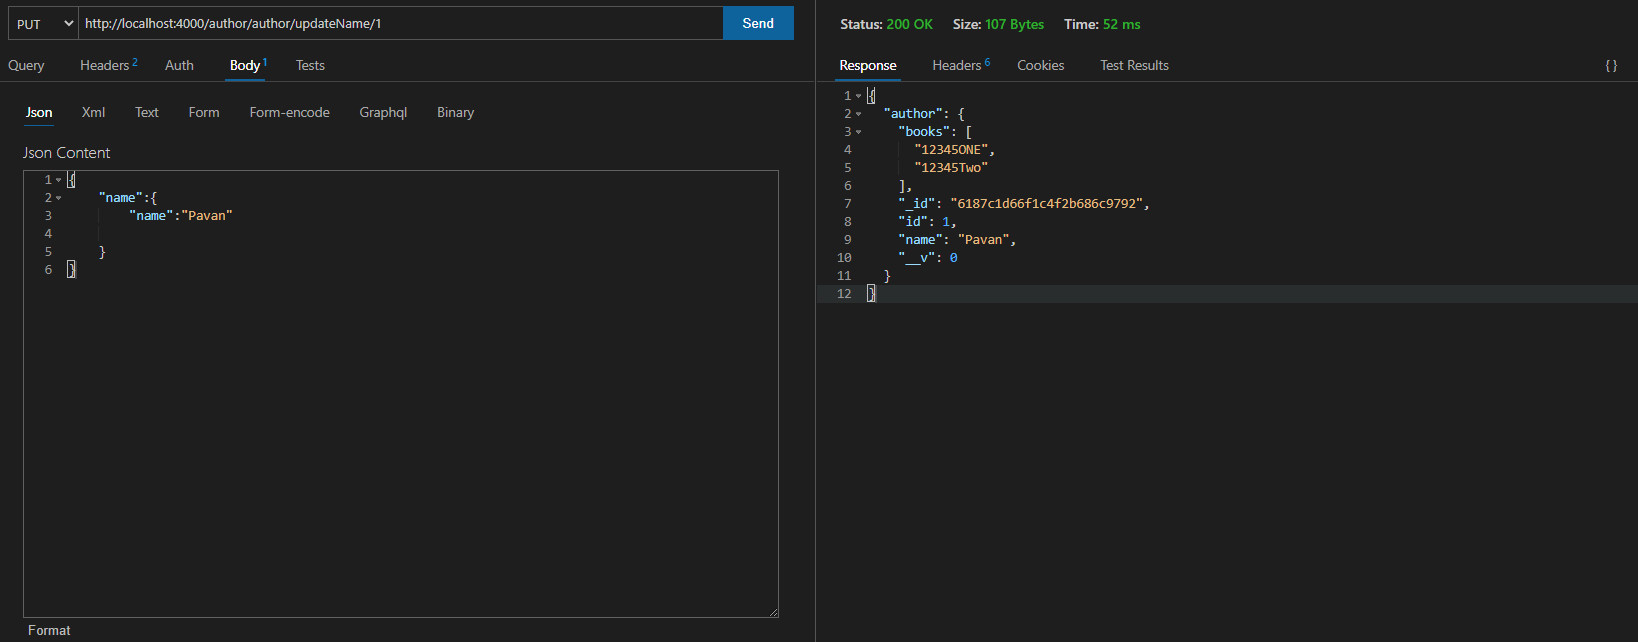 PUT http://localhost:4000/author/author/updateName/1 Send
Query Headers 2 Auth Body 1 Tests
Json Xml Text Form Form-encode Graphql Binary
Json Content
1 {
2 "name":{
3 "name":"Pavan"
4
5 }
6 }
Format
Status: 200 OK Size: 107 Bytes Time: 52 ms
Response Headers 6 Cookies Test Results { }
1 {
2 "author": {
3 "books": [
4 "12345ONE",
5 "12345Two"
6 ],
7 "_id": "6187c1d66f1c4f2b686c9792",
8 "id": 1,
9 "name": "Pavan",
10 "__v": 0
11 }
12 }